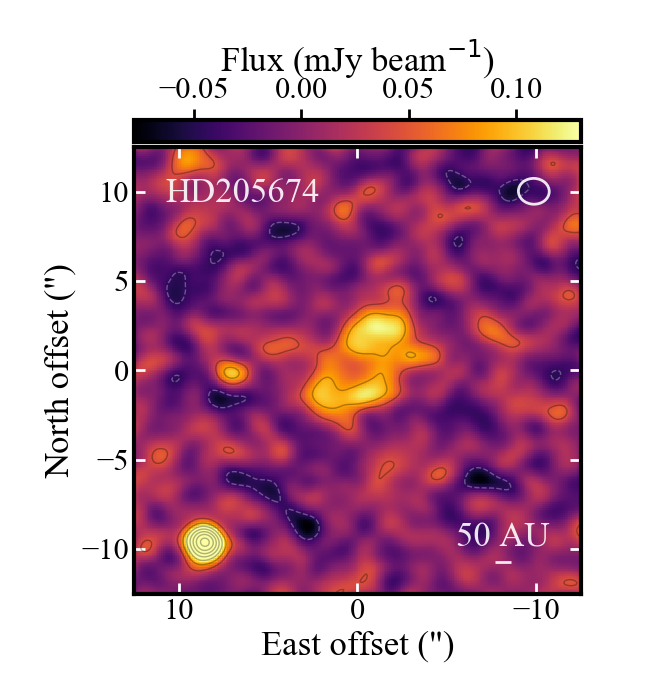 Flux (mJy beam⁻¹)
−0.05 0.00 0.05 0.10
HD205674
10
5
0
−5
−10
North offset (")
50 AU
10 0 −10
East offset (")